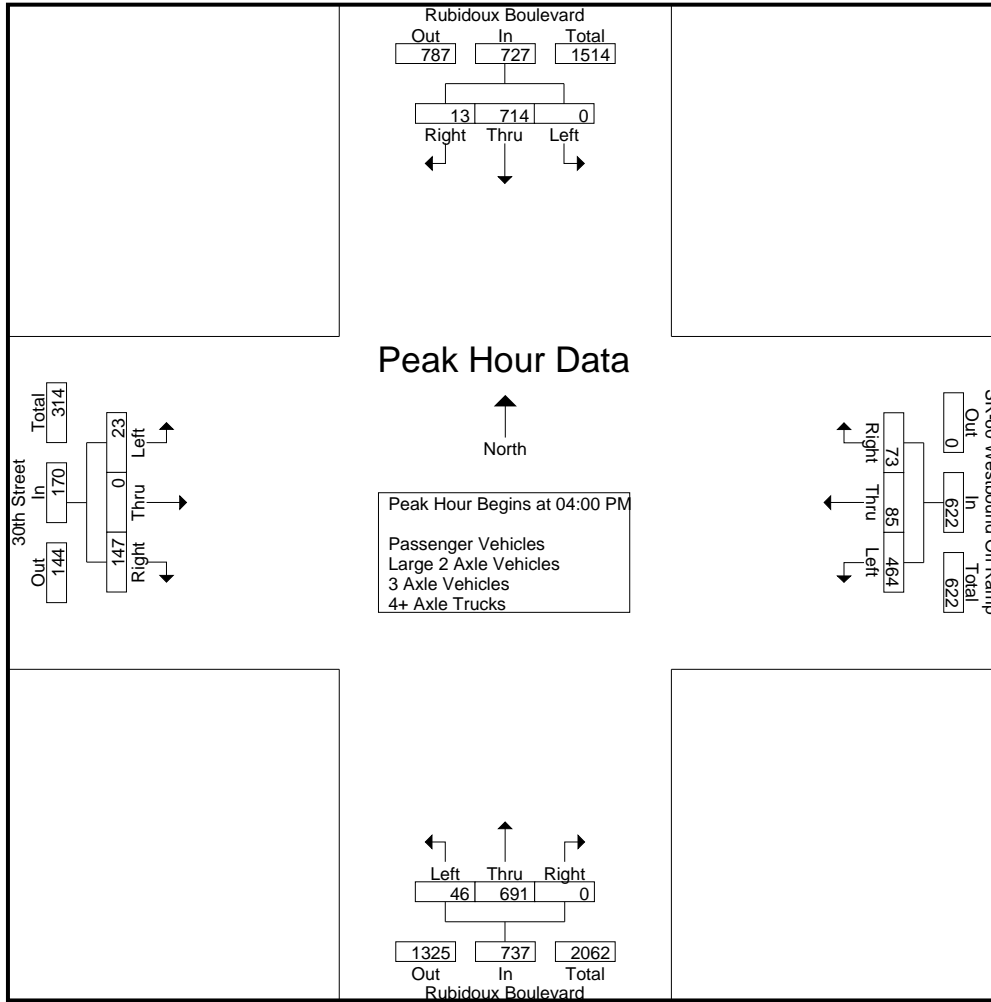 Rubidoux Boulevard
Out In Total
787 727 1514
13 714 0
Right Thru Left
Peak Hour Data
North
Peak Hour Begins at 04:00 PM
Passenger Vehicles
Large 2 Axle Vehicles
3 Axle Vehicles
4+ Axle Trucks
30th Street
Total In Out
314 170 144
23 0 147
Left Thru Right
Westbound
Out In Total
0 622 622
73 85 464
Right Thru Left
Left Thru Right
46 691 0
1325 737 2062
Out In Total
Rubidoux Boulevard